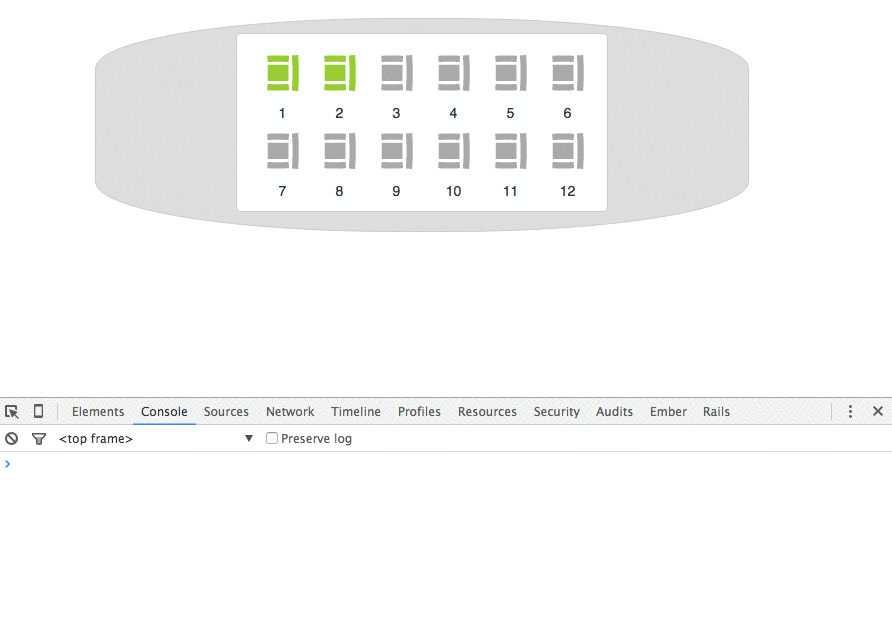 1 2 3 4 5 6
7 8 9 10 11 12
Elements Console Sources Network Timeline Profiles Resources Security Audits Ember Rails
<top frame> Preserve log